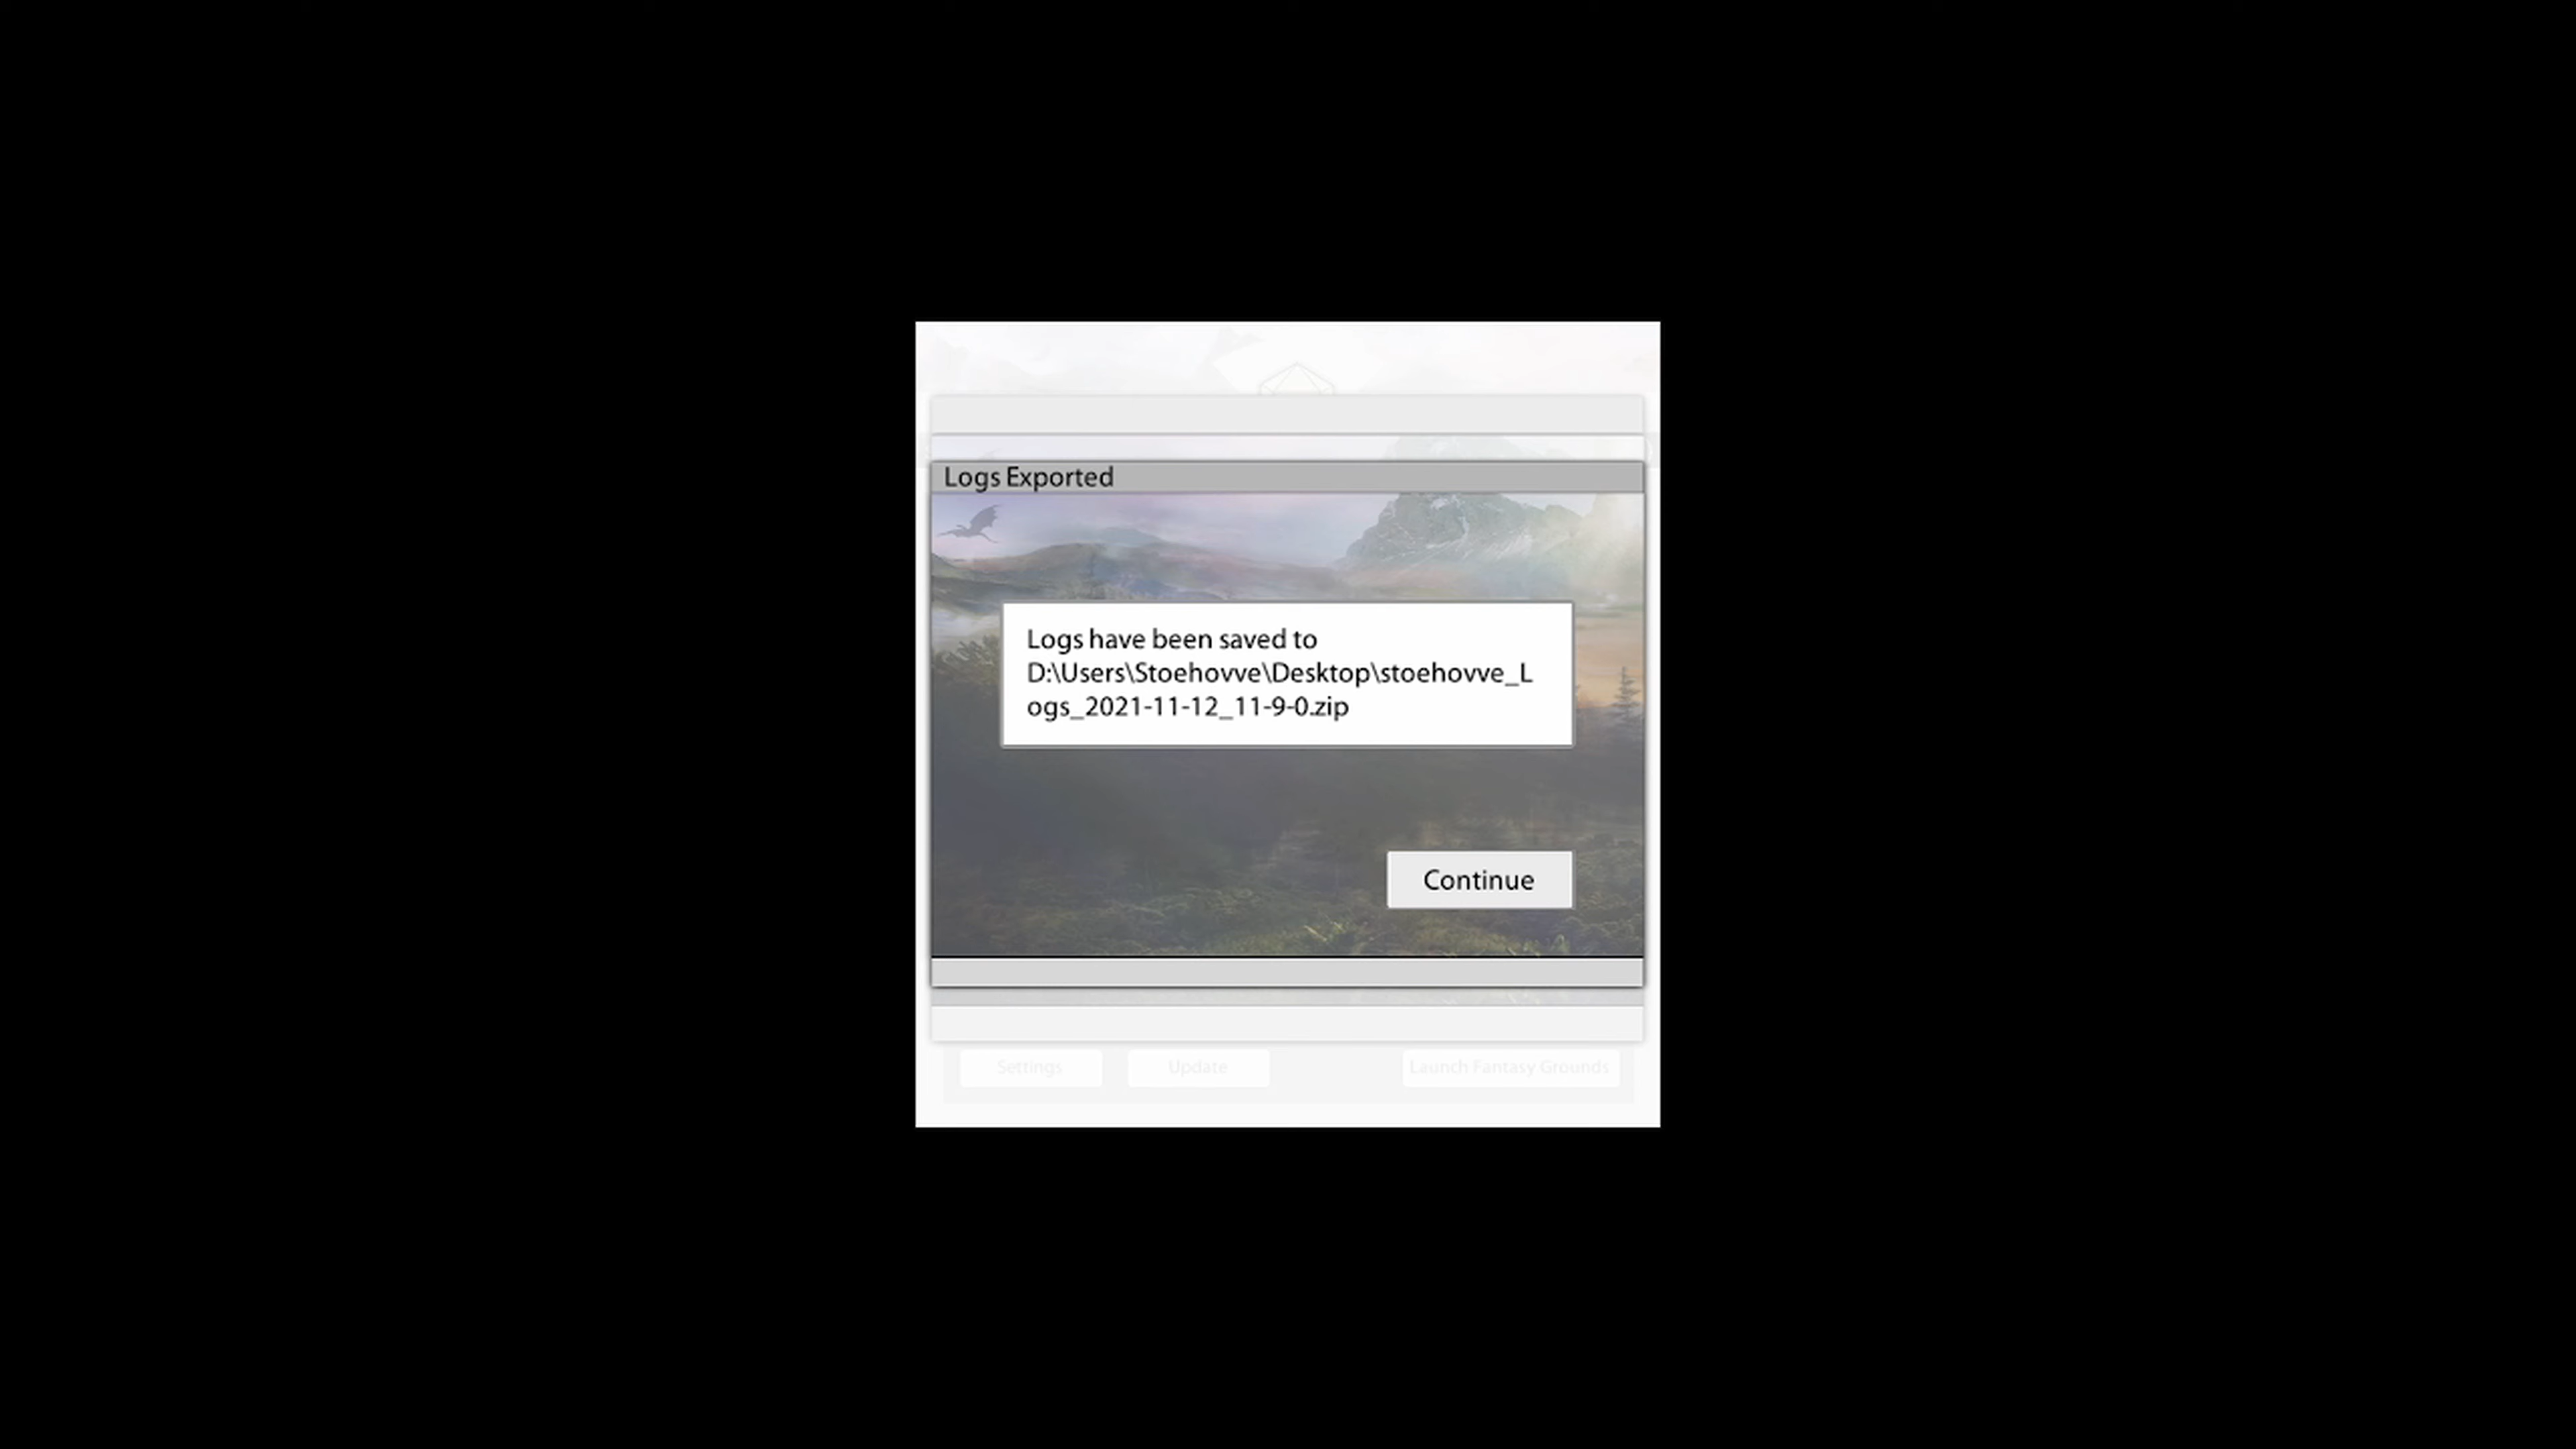 Logs Exported
Logs have been saved to
D:\Users\Stoehovve\Desktop\stoehovve_L
ogs_2021-11-12_11-9-0.zip
Continue
Settings
Update
Launch Fantasy Grounds